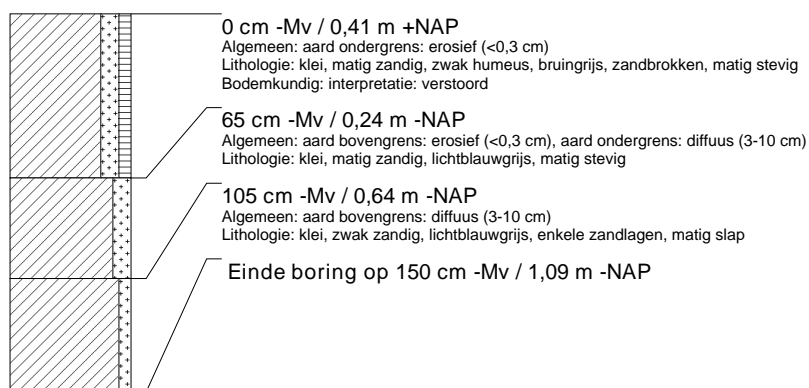 0 cm -Mv / 0,41 m +NAP
Algemeen: aard ondergrens: erosief (<0,3 cm)
Lithologie: klei, matig zandig, zwak humeus, bruingrijs, zandbrokken, matig stevig
Bodemkundig: interpretatie: verstoord
65 cm -Mv / 0,24 m -NAP
Algemeen: aard bovengrens: erosief (<0,3 cm), aard ondergrens: diffuus (3-10 cm)
Lithologie: klei, matig zandig, lichtblauwgrijs, matig stevig
105 cm -Mv / 0,64 m -NAP
Algemeen: aard bovengrens: diffuus (3-10 cm)
Lithologie: klei, zwak zandig, lichtblauwgrijs, enkele zandlagen, matig slap
Einde boring op 150 cm -Mv / 1,09 m -NAP